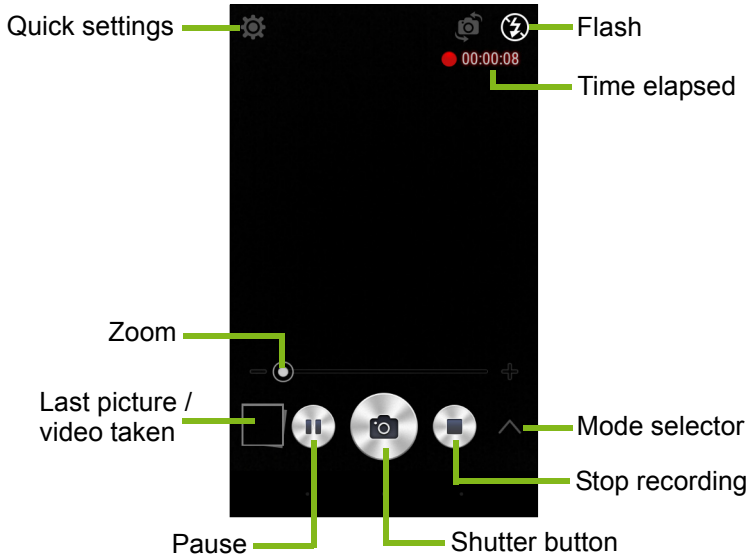 Quick settings
Flash
00:00:08
Time elapsed
Zoom
Last picture /
video taken
Mode selector
Stop recording
Pause
Shutter button